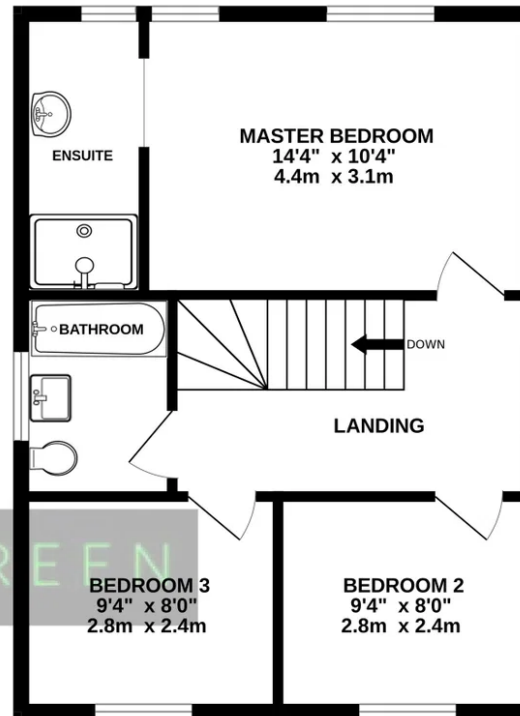 MASTER BEDROOM
14'4" x 10'4"
4.4m x 3.1m
ENSUITE
BATHROOM
DOWN
LANDING
REEN
BEDROOM 3
9'4" x 8'0"
2.8m x 2.4m
BEDROOM 2
9'4" x 8'0"
2.8m x 2.4m